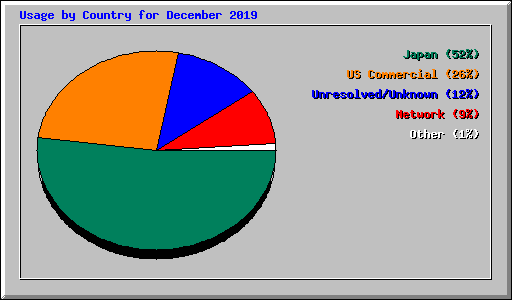 Usage by Country for December 2019
Japan (52%)
US Commercial (26%)
Unresolved/Unknown (12%)
Network (9%)
Other (1%)